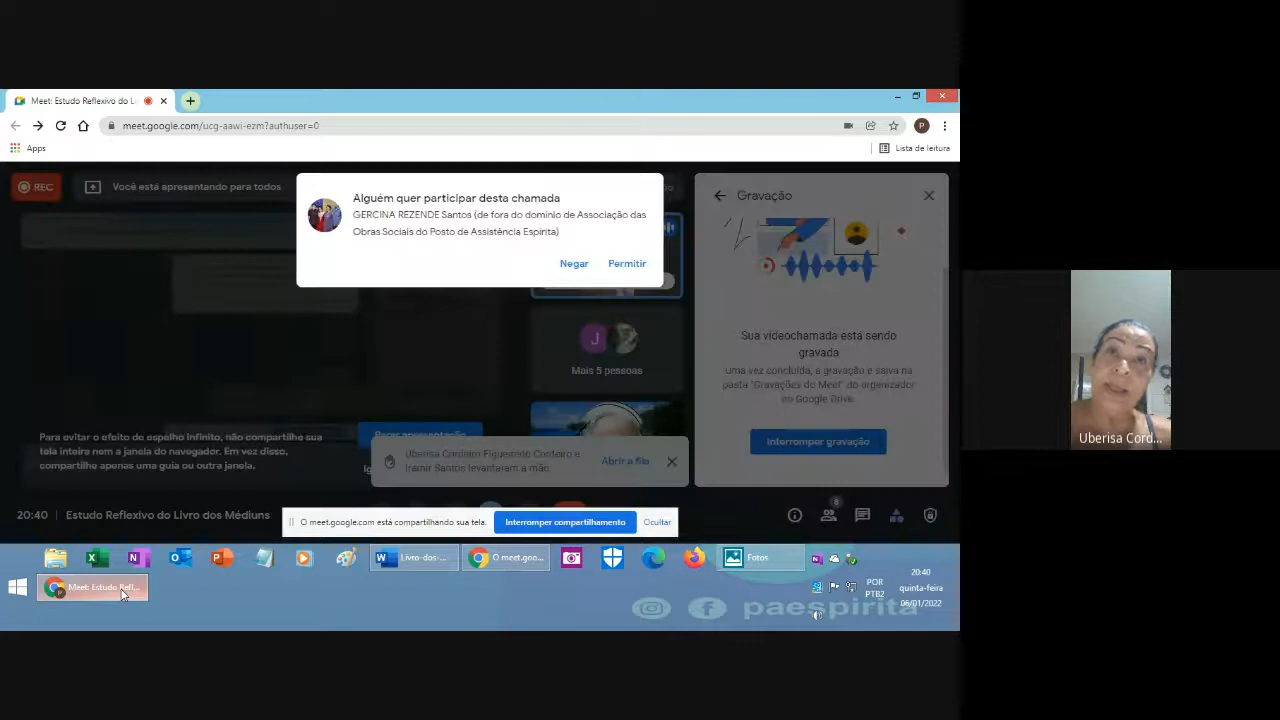 Meet: Estudo Reflexivo do L
meet.google.com/ucg-aawi-ezm?authuser=0
P
Apps
Lista de leitura
REC
Você está apresentando para todos
Alguém quer participar desta chamada
GERCINA REZENDE Santos (de fora do domínio de Associação das
Obras Sociais do Posto de Assistência Espírita)
Negar
Permitir
Gravação
J
Mais 5 pessoas
Sua videochamada está sendo
gravada
Uma vez concluída, a gravação é salva na
pasta "Gravações do Meet" do organizador
no Google Drive.
Interromper gravação
Para evitar o efeito de espelho infinito, não compartilhe sua
tela inteira nem a janela do navegador. Em vez disso,
compartilhe apenas uma guia ou outra janela.
Parar apresentação
Ig
Uberisa Cordeiro Figueredo Cordeiro e
Iramir Santos levantaram a mão.
Abrir a fila
Uberisa Cord...
20:40
Estudo Reflexivo do Livro dos Médiuns
8
O meet.google.com está compartilhando sua tela.
Interromper compartilhamento
Ocultar
Livro-dos-...
O meet.goo...
Fotos
Meet: Estudo Refl...
POR
PTB2
20:40
quinta-feira
06/01/2022
paespirita